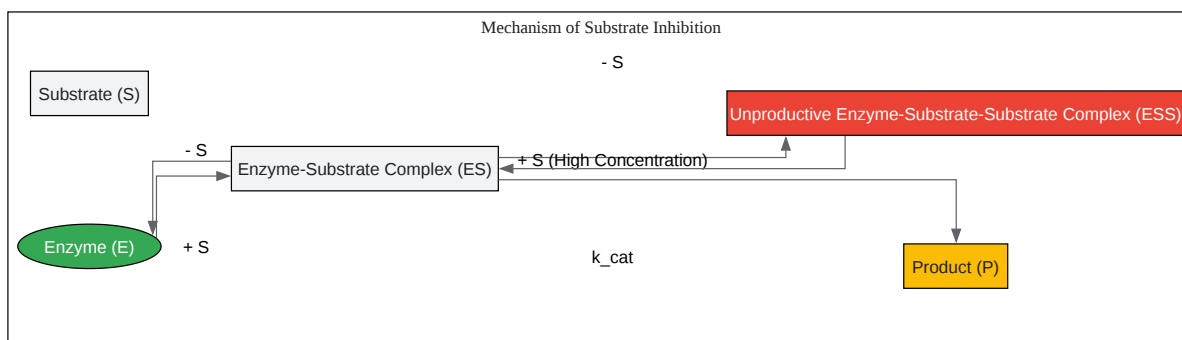 Mechanism of Substrate Inhibition
- S
Substrate (S)
Unproductive Enzyme-Substrate-Substrate Complex (ESS)
- S
Enzyme-Substrate Complex (ES)
+ S (High Concentration)
Enzyme (E)
+ S
k_cat
Product (P)